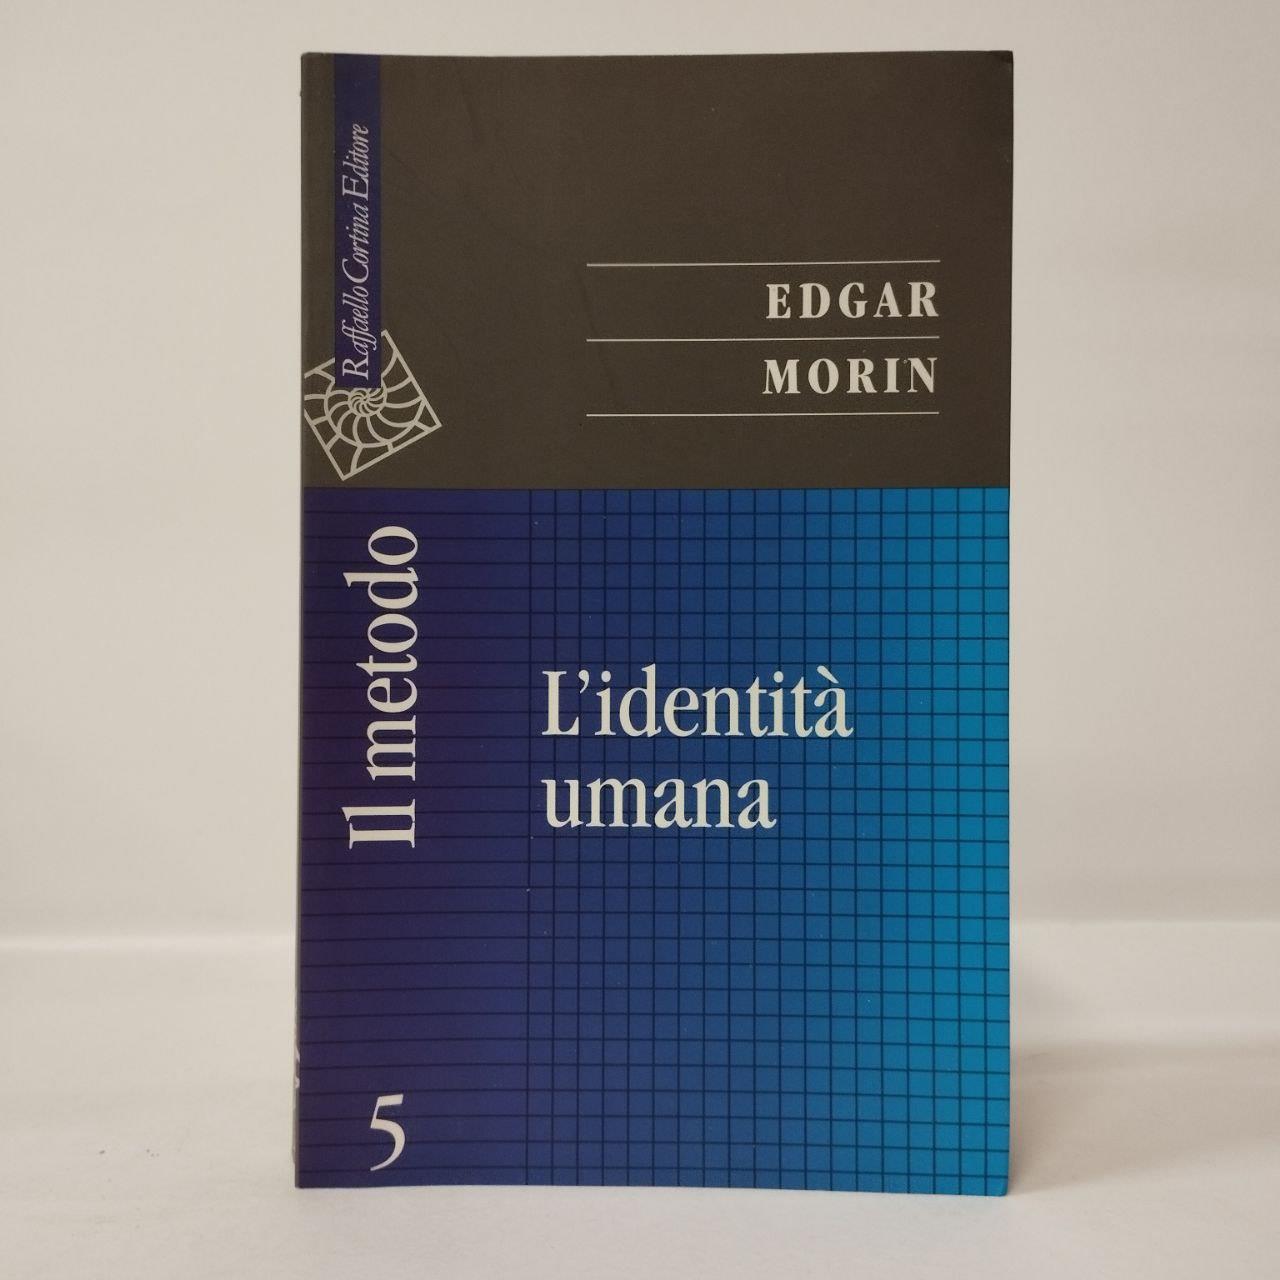 Raffaello Cortina Editore
EDGAR
MORIN
Il metodo
L'identità
umana
5